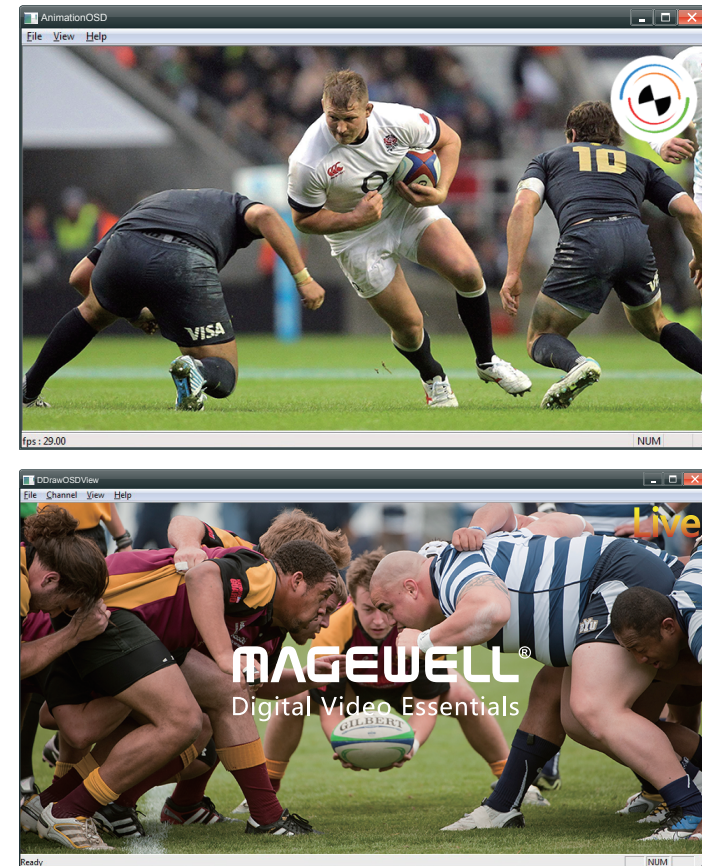 AnimationOSD
File View Help
10
VISA
fps : 29.00
NUM
DDrawOSDView
File Channel View Help
Live
MAGEWELL®
Digital Video Essentials
GILBERT
Ready
NUM